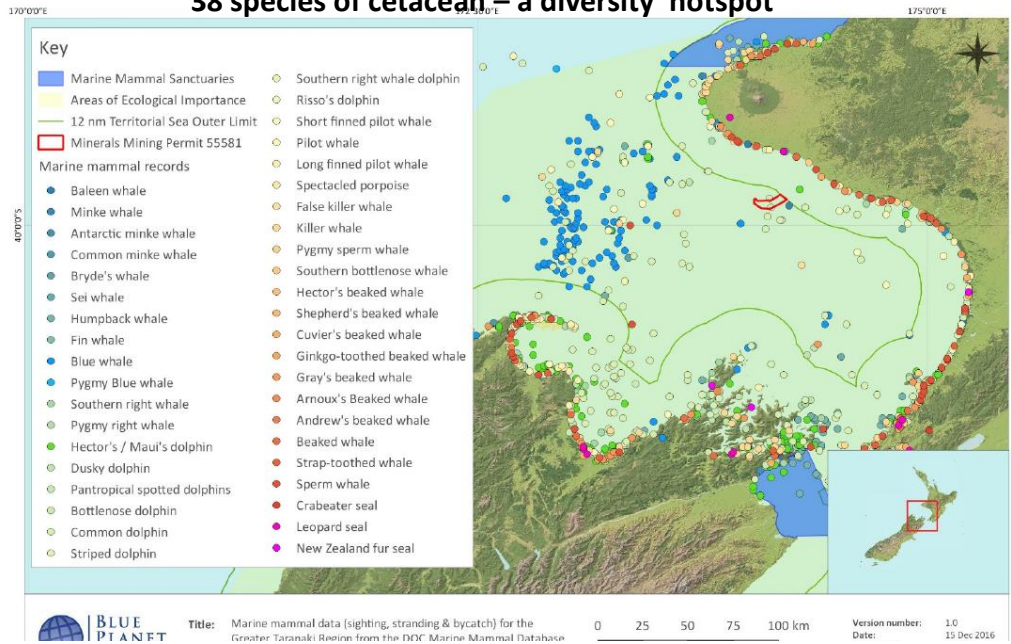 38 species of cetacean – a diversity hotspot
170°0'0"E
172°30'0"E
175°0'0"E
40°0'0"S
Key
Marine Mammal Sanctuaries
Areas of Ecological Importance
12 nm Territorial Sea Outer Limit
Minerals Mining Permit 55581
Marine mammal records
Baleen whale
Minke whale
Antarctic minke whale
Common minke whale
Bryde's whale
Sei whale
Humpback whale
Fin whale
Blue whale
Pygmy Blue whale
Southern right whale
Pygmy right whale
Hector's / Maui's dolphin
Dusky dolphin
Pantropical spotted dolphins
Bottlenose dolphin
Common dolphin
Striped dolphin
Southern right whale dolphin
Risso's dolphin
Short finned pilot whale
Pilot whale
Long finned pilot whale
Spectacled porpoise
False killer whale
Killer whale
Pygmy sperm whale
Southern bottlenose whale
Hector's beaked whale
Shepherd's beaked whale
Cuvier's beaked whale
Ginkgo-toothed beaked whale
Gray's beaked whale
Arnoux's Beaked whale
Andrew's beaked whale
Beaked whale
Strap-toothed whale
Sperm whale
Crabeater seal
Leopard seal
New Zealand fur seal
BLUE
PLANET
Title: Marine mammal data (sighting, stranding & bycatch) for the
Greater Taranaki Region from the DOC Marine Mammal Database
0 25 50 75 100 km
Version number: 1.0
Date: 15 Dec 2016